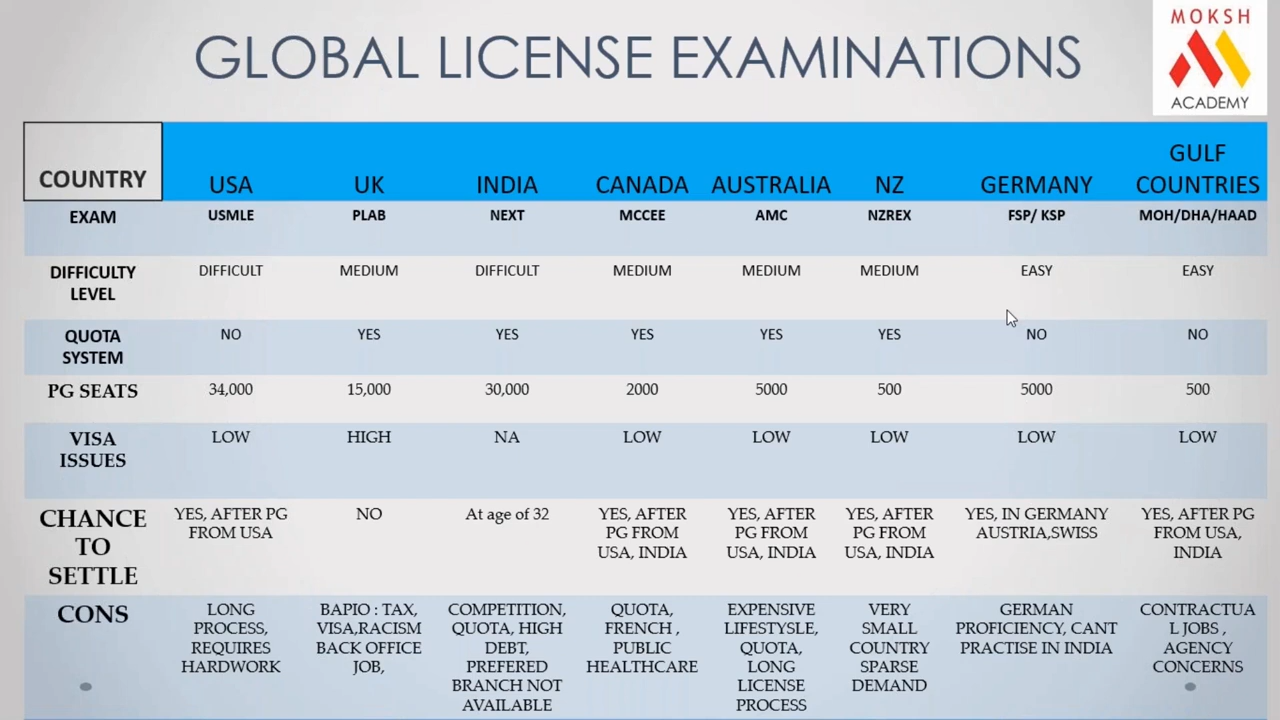 MOKSH
ACADEMY
GLOBAL LICENSE EXAMINATIONS
COUNTRY USA UK INDIA CANADA AUSTRALIA NZ GERMANY GULF COUNTRIES
EXAM USMLE PLAB NEXT MCCEE AMC NZREX FSP/ KSP MOH/DHA/HAAD
DIFFICULTY LEVEL DIFFICULT MEDIUM DIFFICULT MEDIUM MEDIUM MEDIUM EASY EASY
QUOTA SYSTEM NO YES YES YES YES YES NO NO
PG SEATS 34,000 15,000 30,000 2000 5000 500 5000 500
VISA ISSUES LOW HIGH NA LOW LOW LOW LOW LOW
CHANCE TO SETTLE
YES, AFTER PG
FROM USA
NO
At age of 32
YES, AFTER
PG FROM
USA, INDIA
YES, AFTER
PG FROM
USA, INDIA
YES, AFTER
PG FROM
USA, INDIA
YES, IN GERMANY
AUSTRIA,SWISS
YES, AFTER PG
FROM USA,
INDIA
CONS
LONG
PROCESS,
REQUIRES
HARDWORK
BAPIO : TAX,
VISA,RACISM
BACK OFFICE
JOB,
COMPETITION,
QUOTA, HIGH
DEBT,
PREFERED
BRANCH NOT
AVAILABLE
QUOTA,
FRENCH ,
PUBLIC
HEALTHCARE
EXPENSIVE
LIFESTYSLE,
QUOTA,
LONG
LICENSE
PROCESS
VERY
SMALL
COUNTRY
SPARSE
DEMAND
GERMAN
PROFICIENCY, CANT
PRACTISE IN INDIA
CONTRACTUA
L JOBS ,
AGENCY
CONCERNS